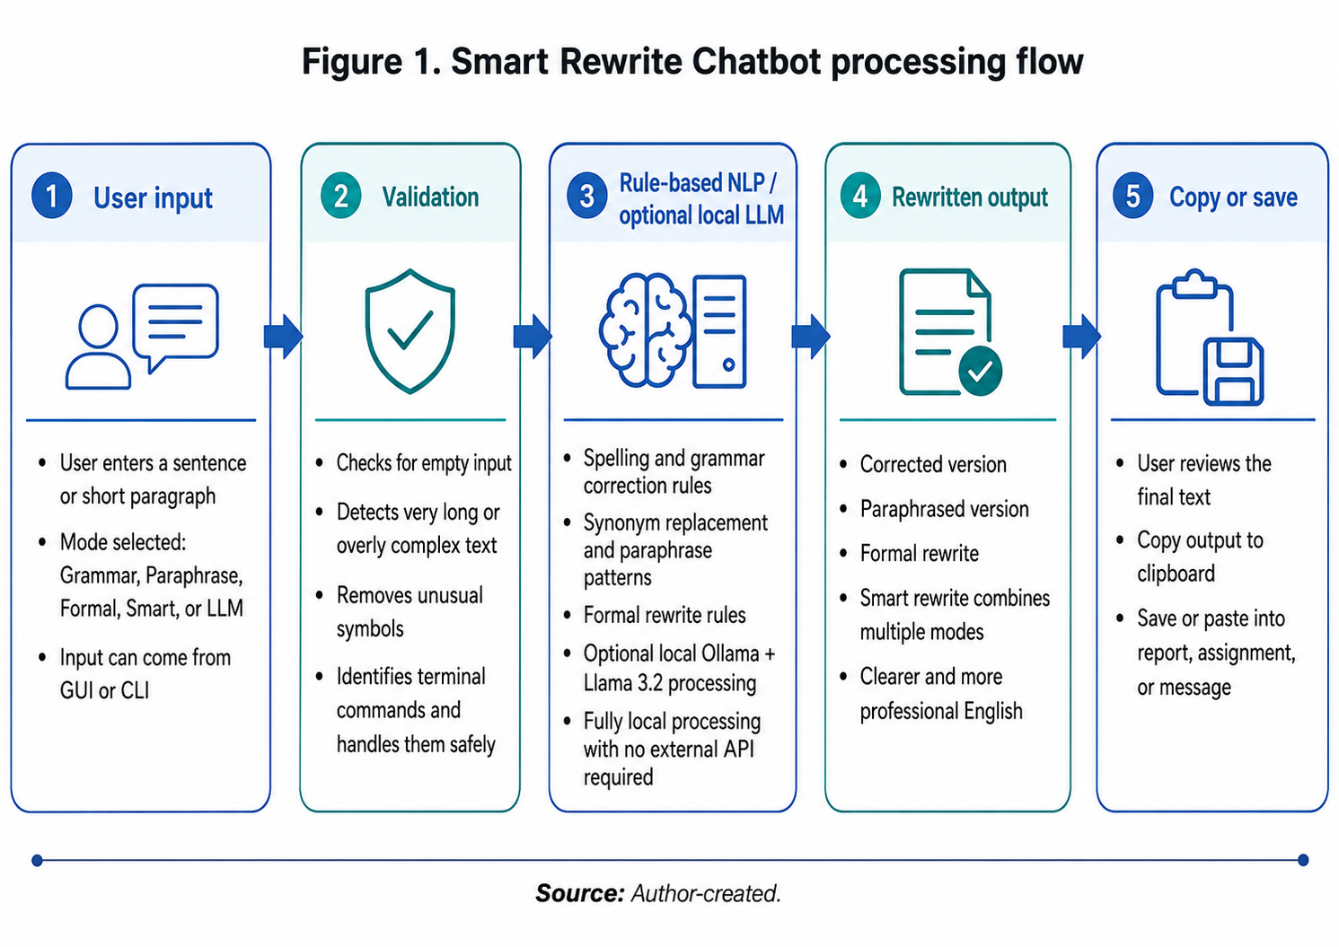 Figure 1. Smart Rewrite Chatbot processing flow
1
User input
• User enters a sentence
or short paragraph
• Mode selected:
Grammar, Paraphrase,
Formal, Smart, or LLM
• Input can come from
GUI or CLI
2
Validation
• Checks for empty input
• Detects very long or
overly complex text
• Removes unusual
symbols
• Identifies terminal
commands and
handles them safely
3
Rule-based NLP /
optional local LLM
• Spelling and grammar
correction rules
• Synonym replacement
and paraphrase
patterns
• Formal rewrite rules
• Optional local Ollama +
Llama 3.2 processing
• Fully local processing
with no external API
required
4
Rewritten output
• Corrected version
• Paraphrased version
• Formal rewrite
• Smart rewrite combines
multiple modes
• Clearer and more
professional English
5
Copy or save
• User reviews the
final text
• Copy output to
clipboard
• Save or paste into
report, assignment,
or message
Source: Author-created.